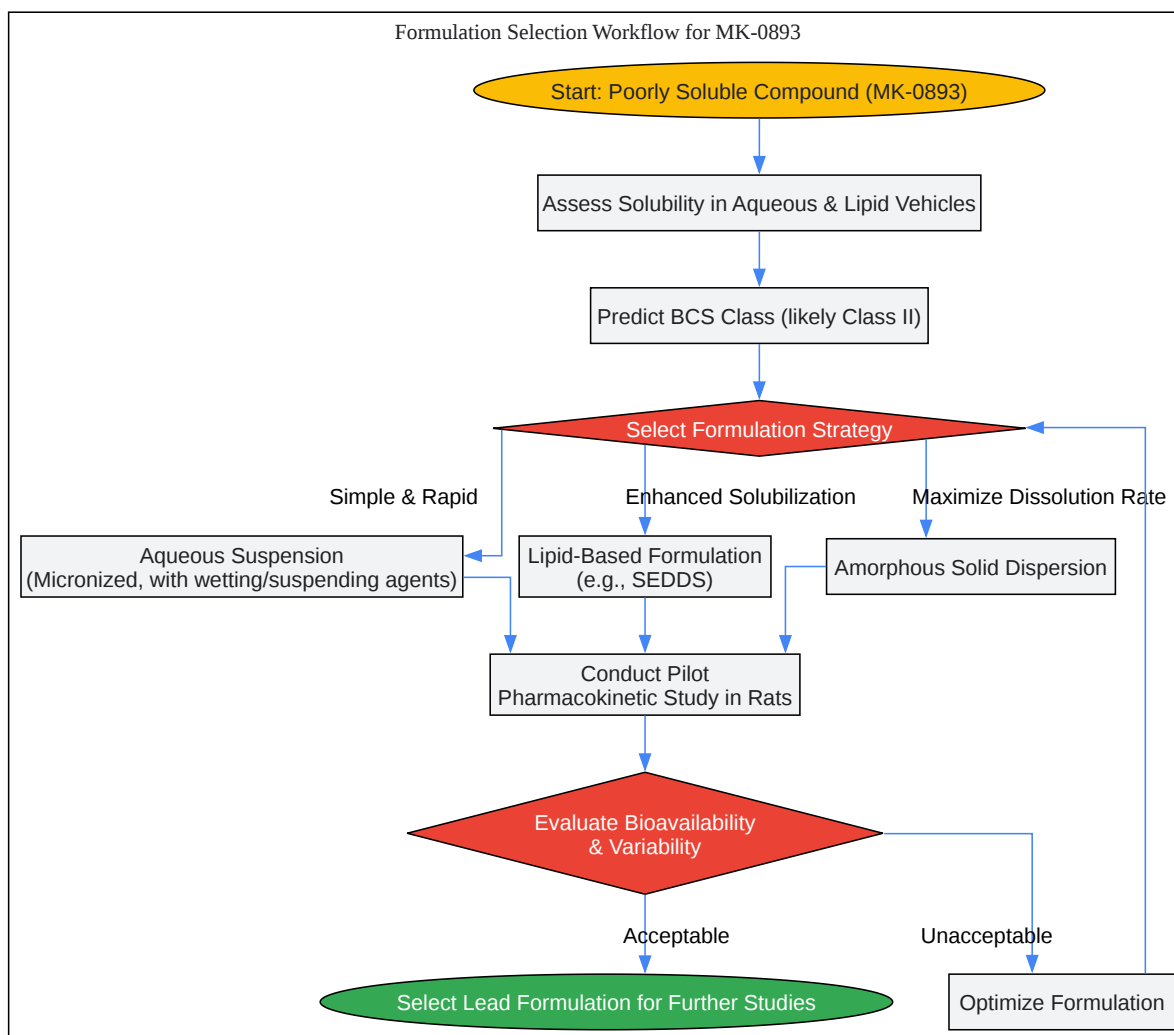 Formulation Selection Workflow for MK-0893
Start: Poorly Soluble Compound (MK-0893)
Assess Solubility in Aqueous & Lipid Vehicles
Predict BCS Class (likely Class II)
Select Formulation Strategy
Simple & Rapid
Enhanced Solubilization
Maximize Dissolution Rate
Aqueous Suspension
(Micronized, with wetting/suspending agents)
Lipid-Based Formulation
(e.g., SEDDS)
Amorphous Solid Dispersion
Conduct Pilot
Pharmacokinetic Study in Rats
Evaluate Bioavailability
& Variability
Acceptable
Unacceptable
Select Lead Formulation for Further Studies
Optimize Formulation